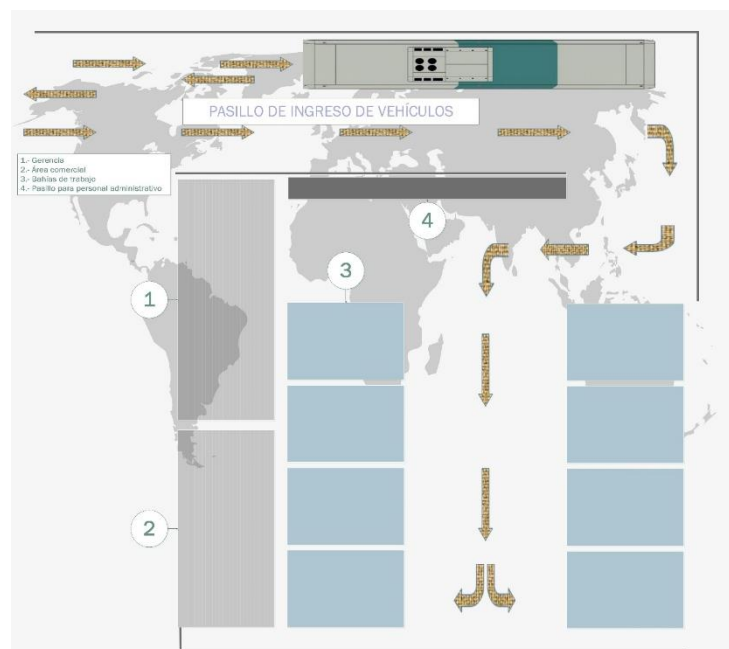 PASILLO DE INGRESO DE VEHÍCULOS
1.- Gerencia
2.- Área comercial
3.- Bahías de trabajo
4.- Pasillo para personal administrativo
4
3
1
2